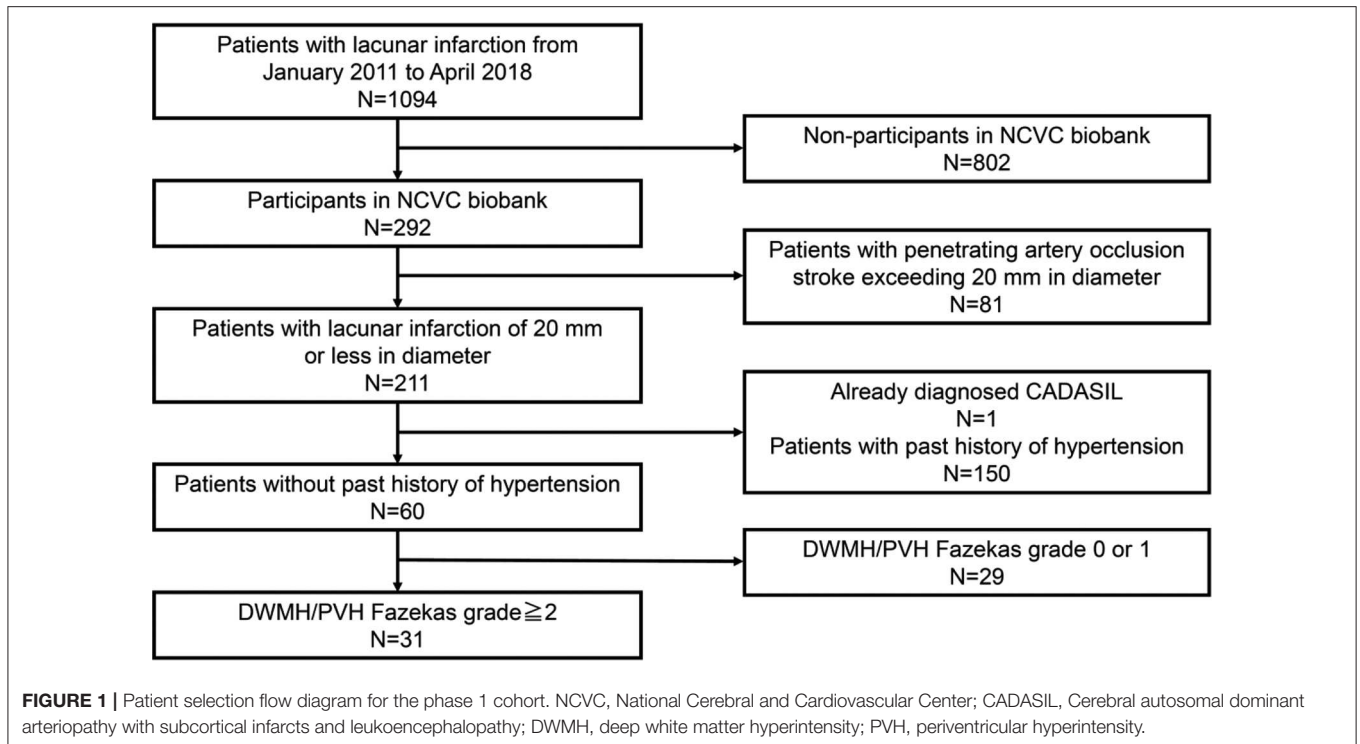 Patients with lacunar infarction from
January 2011 to April 2018
N=1094
Non-participants in NCVC biobank
N=802
Participants in NCVC biobank
N=292
Patients with penetrating artery occlusion
stroke exceeding 20 mm in diameter
N=81
Patients with lacunar infarction of 20 mm
or less in diameter
N=211
Already diagnosed CADASIL
N=1
Patients with past history of hypertension
N=150
Patients without past history of hypertension
N=60
DWMH/PVH Fazekas grade 0 or 1
N=29
DWMH/PVH Fazekas grade≧2
N=31
FIGURE 1 | Patient selection flow diagram for the phase 1 cohort. NCVC, National Cerebral and Cardiovascular Center; CADASIL, Cerebral autosomal dominant
arteriopathy with subcortical infarcts and leukoencephalopathy; DWMH, deep white matter hyperintensity; PVH, periventricular hyperintensity.